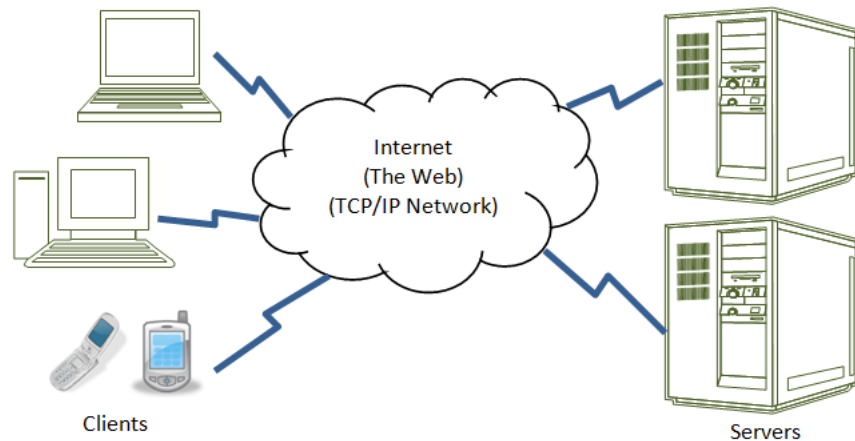 Internet
(The Web)
(TCP/IP Network)
Clients
Servers